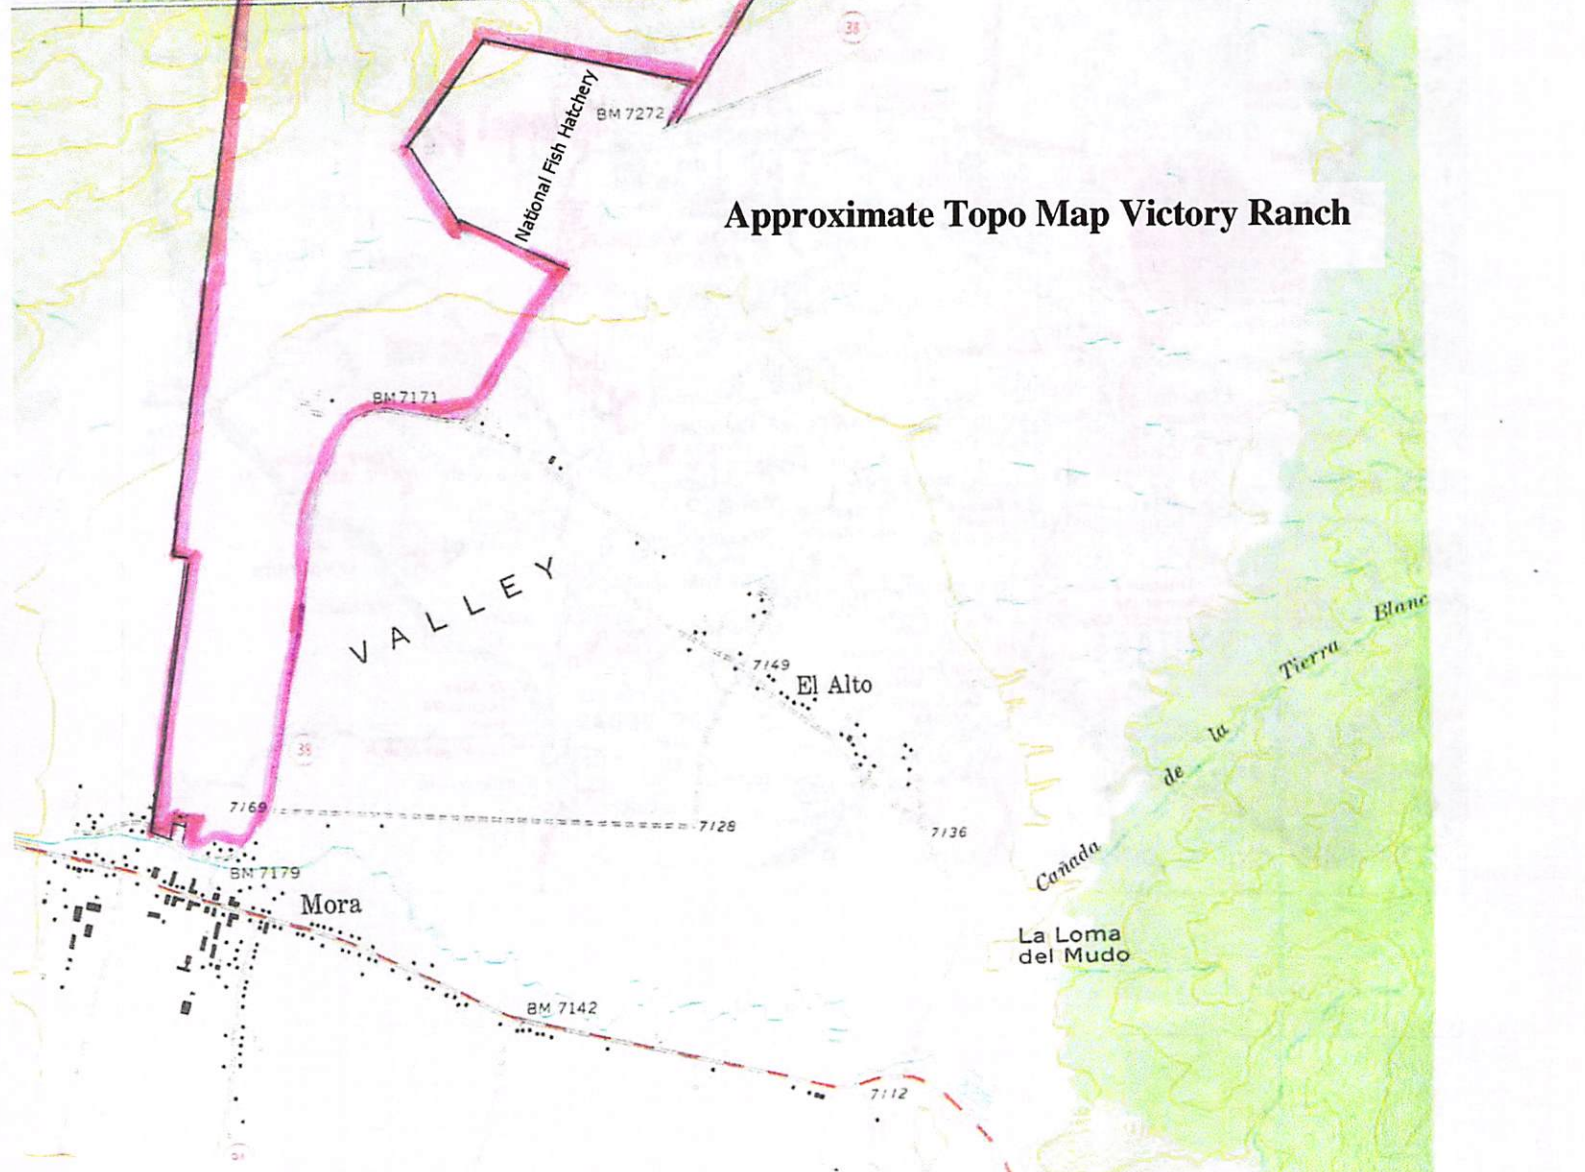 38
National Fish Hatchery
BM 7272
Approximate Topo Map Victory Ranch
BM 7171
VALLEY
7149
El Alto
Cañada de la Tierra Blanc
38
7169
7128
7136
BM 7179
Mora
La Loma
del Mudo
BM 7142
7112